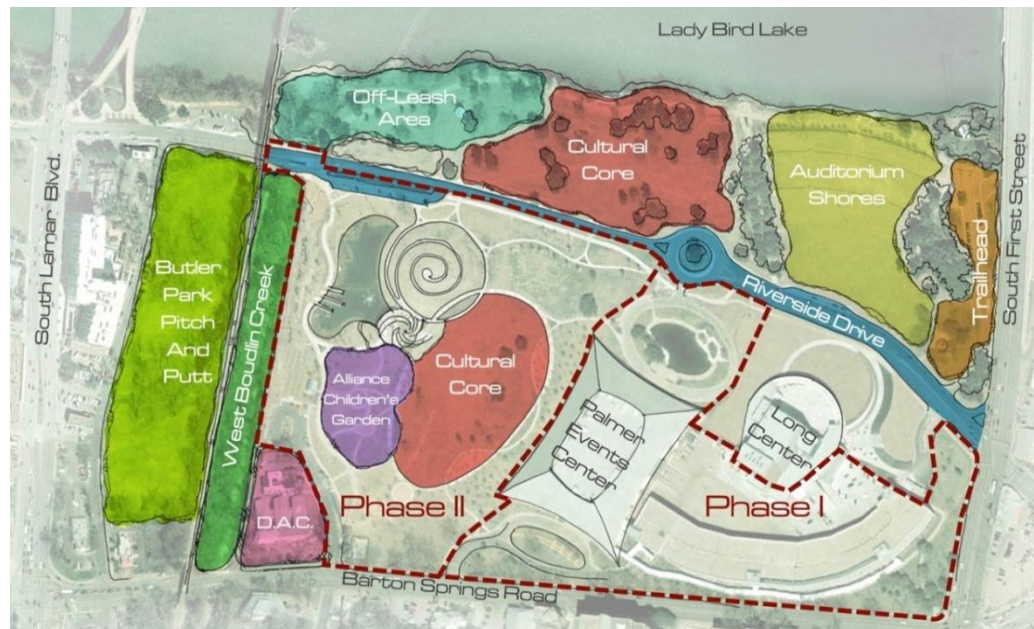 Lady Bird Lake
Off-Leash
Area
Cultural
Core
Auditorium
Shores
Trailhead
South First Street
South Lamar Blvd.
Butler
Park
Pitch
And
Putt
West Bouldin Creek
Riverside Drive
Alliance
Children's
Garden
Cultural
Core
Palmer
Events
Center
Long
Center
Phase II
Phase I
D.A.C.
Barton Springs Road